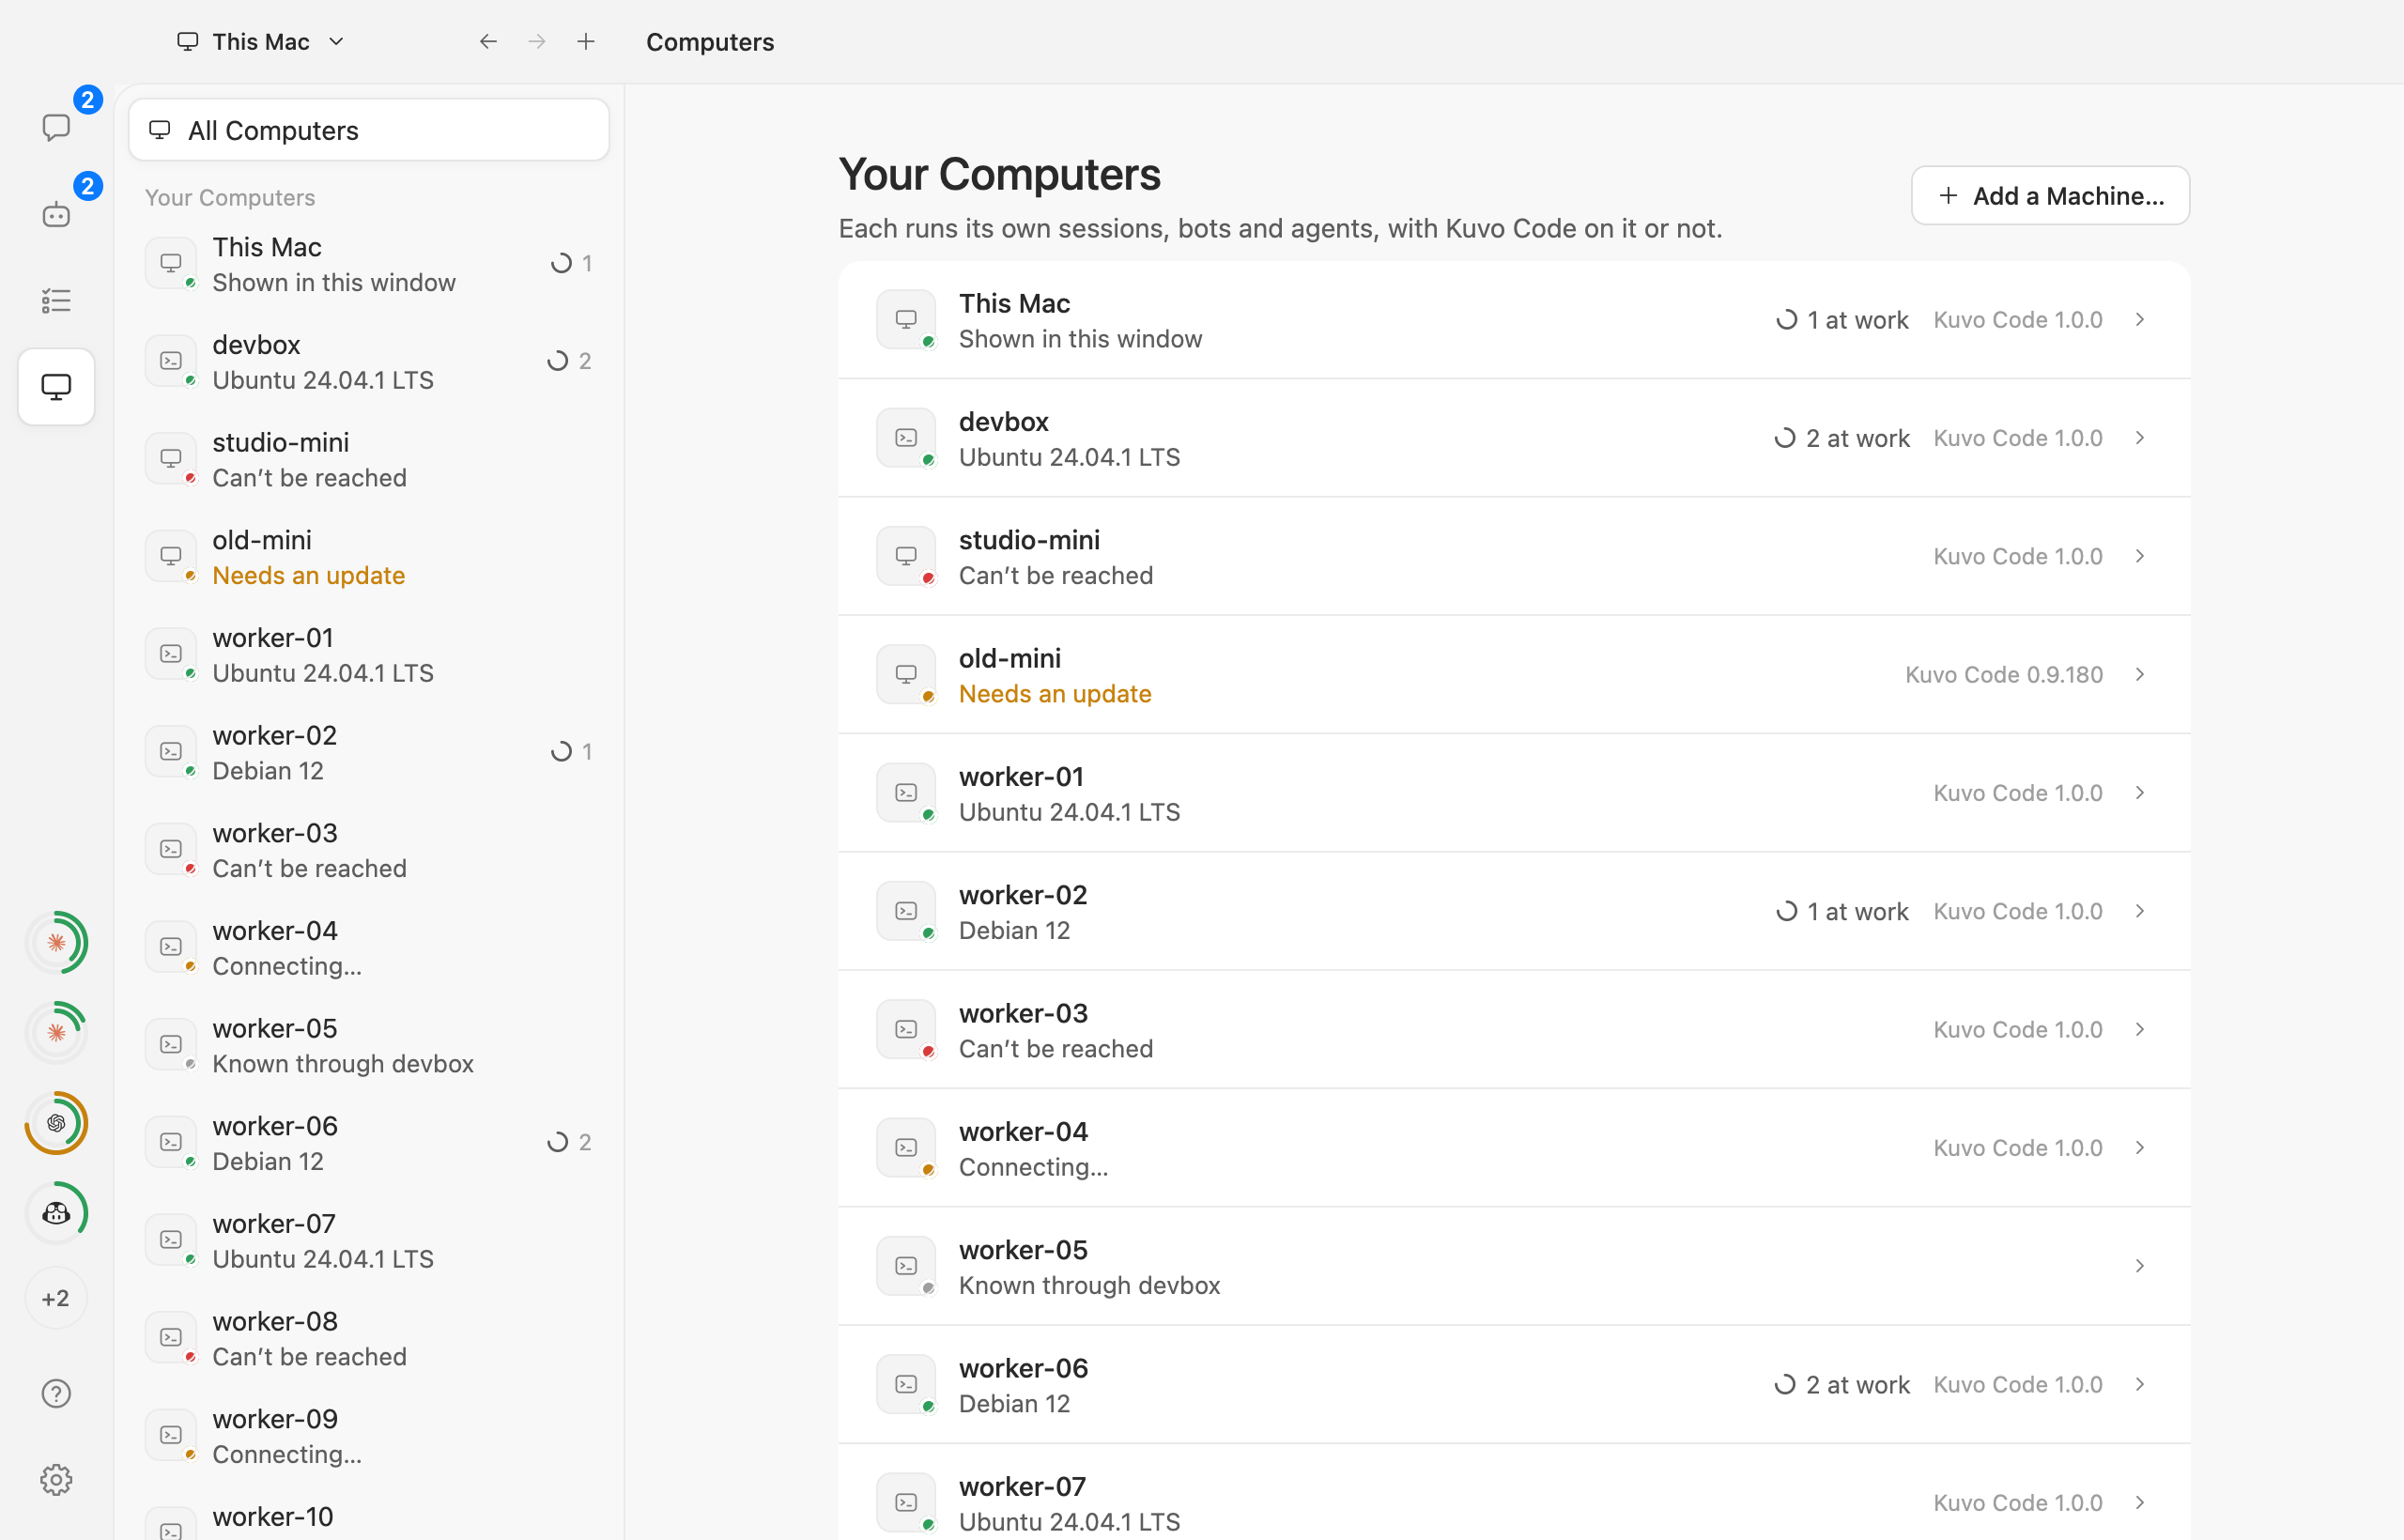 This Mac
Computers
2
2
All Computers
Your Computers
This Mac
Shown in this window
1
devbox
Ubuntu 24.04.1 LTS
2
studio-mini
Can’t be reached
old-mini
Needs an update
worker-01
Ubuntu 24.04.1 LTS
worker-02
Debian 12
1
worker-03
Can’t be reached
worker-04
Connecting...
worker-05
Known through devbox
worker-06
Debian 12
2
worker-07
Ubuntu 24.04.1 LTS
worker-08
Can’t be reached
worker-09
Connecting...
worker-10
+2
Your Computers
Each runs its own sessions, bots and agents, with Kuvo Code on it or not.
Add a Machine...
This Mac
Shown in this window
1 at work
Kuvo Code 1.0.0
devbox
Ubuntu 24.04.1 LTS
2 at work
Kuvo Code 1.0.0
studio-mini
Can’t be reached
Kuvo Code 1.0.0
old-mini
Needs an update
Kuvo Code 0.9.180
worker-01
Ubuntu 24.04.1 LTS
Kuvo Code 1.0.0
worker-02
Debian 12
1 at work
Kuvo Code 1.0.0
worker-03
Can’t be reached
Kuvo Code 1.0.0
worker-04
Connecting...
Kuvo Code 1.0.0
worker-05
Known through devbox
worker-06
Debian 12
2 at work
Kuvo Code 1.0.0
worker-07
Ubuntu 24.04.1 LTS
Kuvo Code 1.0.0